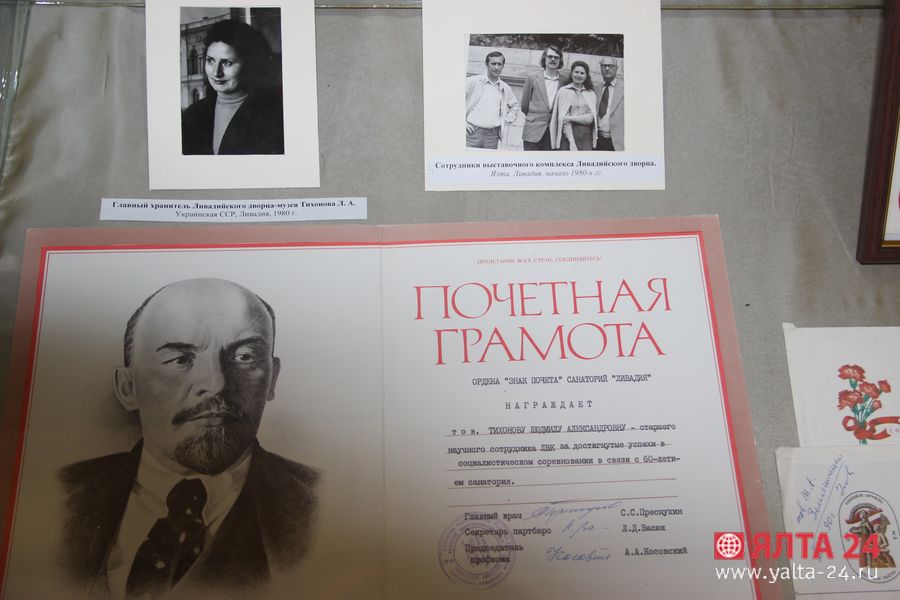 Главный хранитель Ливадийского дворца-музея Тихонова Л. А.
Украинская ССР, Ливадия, 1980 г.
Сотрудники выставочного комплекса Ливадийского дворца.
Ялта, Ливадия, начало 1980-х гг.
ПРОЛЕТАРИИ ВСЕХ СТРАН, СОЕДИНЯЙТЕСЬ!
ПОЧЕТНАЯ
ГРАМОТА
ОРДЕНА "ЗНАК ПОЧЕТА" САНАТОРИЙ "ЛИВАДИЯ"
НАГРАЖДАЕТ
тов. ТИХОНОВУ ЛЮДМИЛУ АЛЕКСАНДРОВНУ – старшего
научного сотрудника ЛВК за достигнутые успехи в
социалистическом соревновании в связи с 60-лети-
ем санатория.
Главный врач С.С.Преснухин
Секретарь партбюро Л.Д.Васюк
Председатель
профкома А.А.Косовский
ЯЛТА 24
www.yalta-24.ru